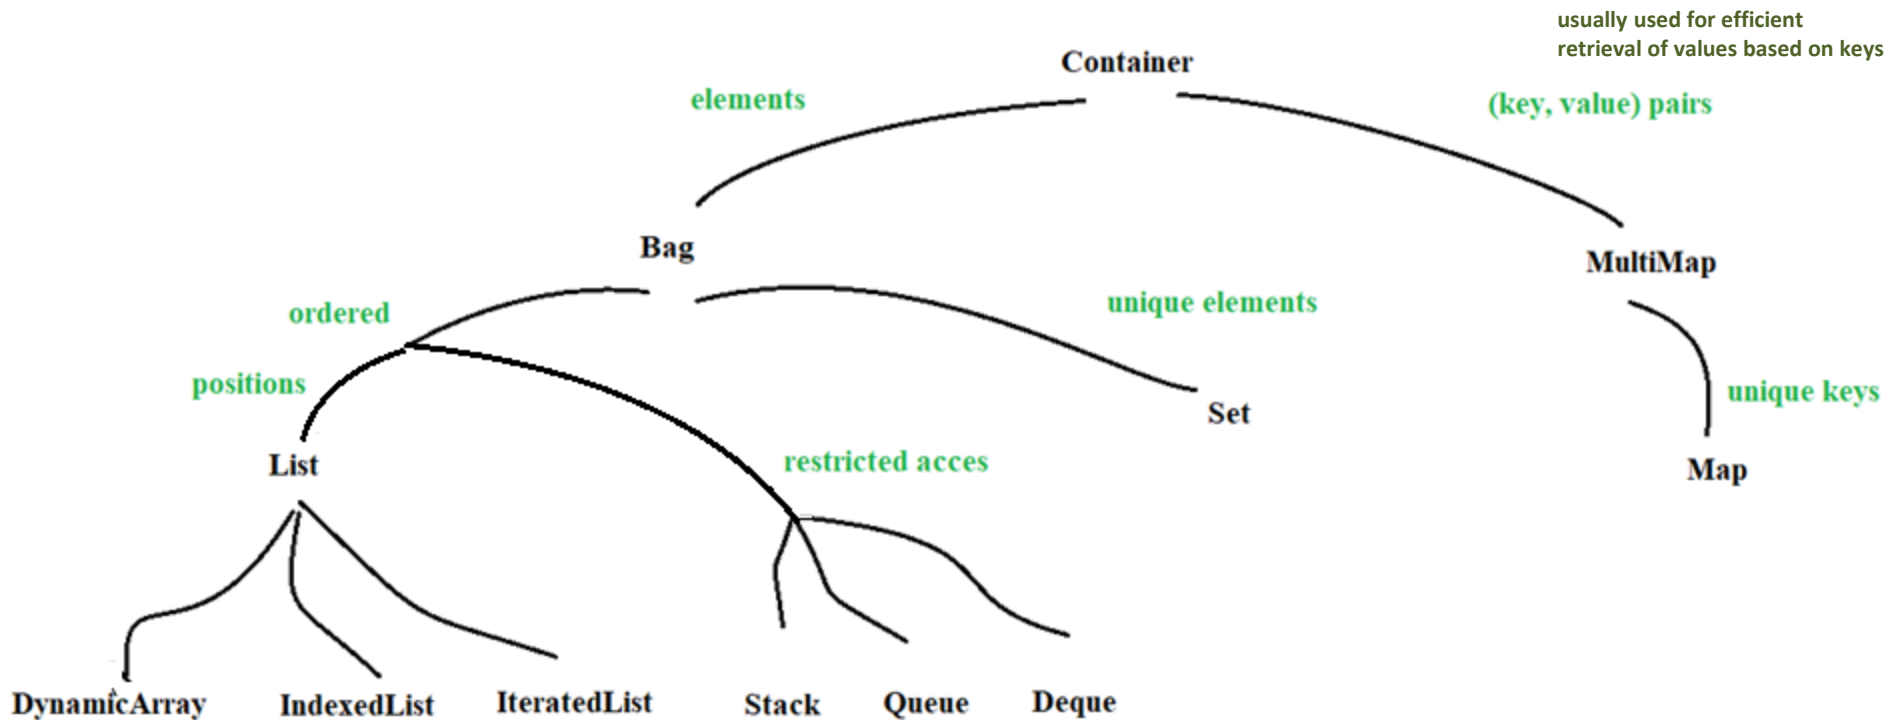 usually used for efficient
retrieval of values based on keys
Container
elements
(key, value) pairs
Bag
MultiMap
ordered
unique elements
positions
unique keys
Set
List
restricted acces
Map
DynamicArray
IndexedList
IteratedList
Stack
Queue
Deque